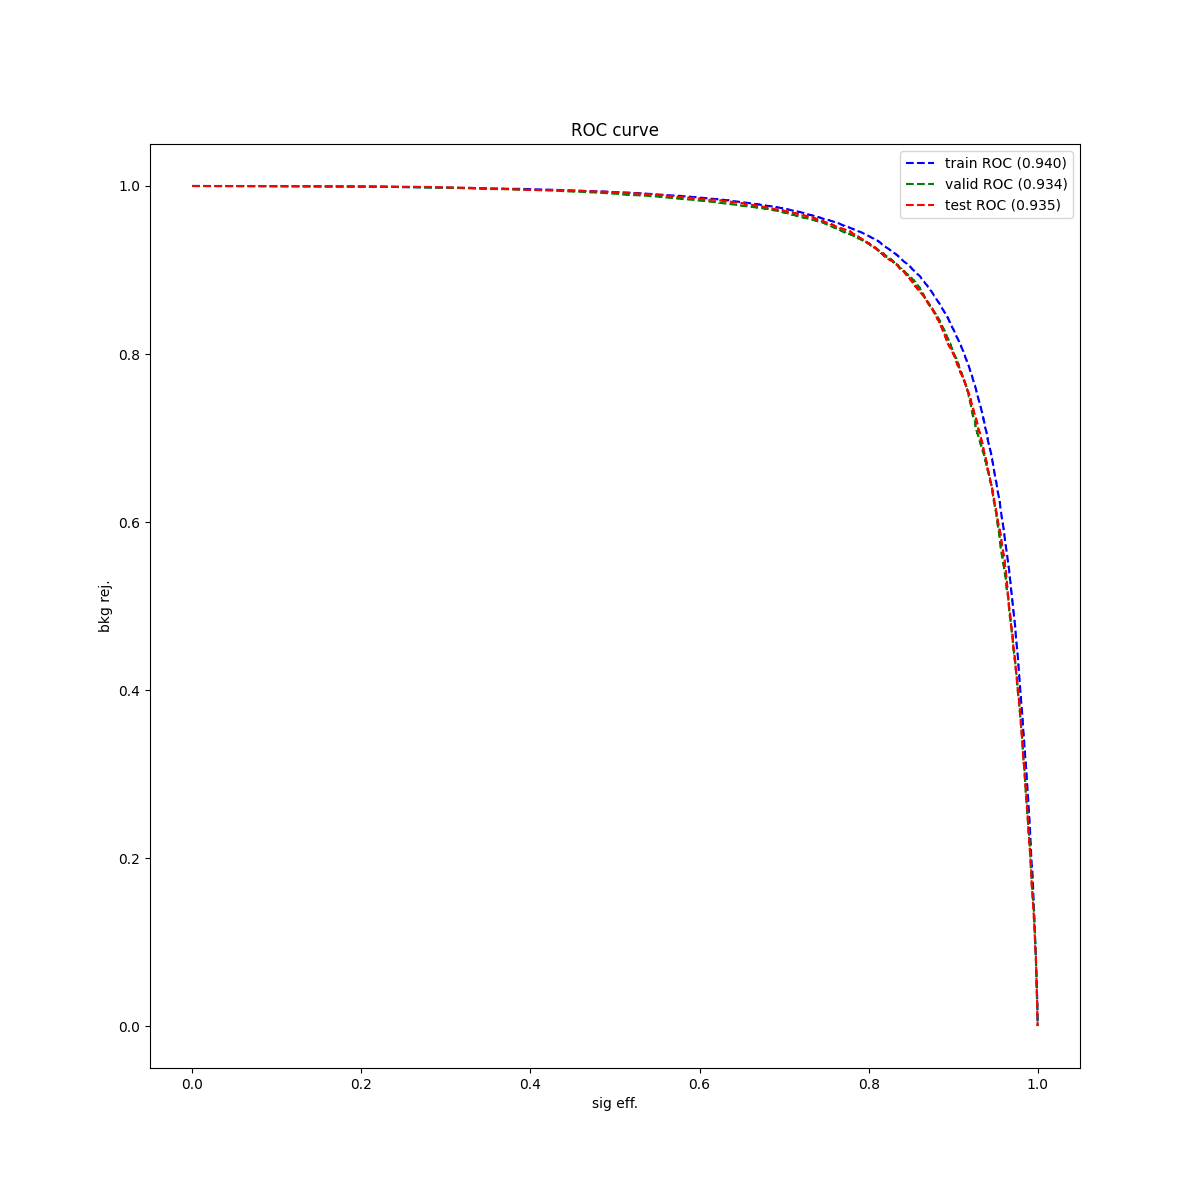 ROC curve
train ROC (0.940)
valid ROC (0.934)
test ROC (0.935)
1.0
0.8
0.6
0.4
0.2
0.0
bkg rej.
0.0 0.2 0.4 0.6 0.8 1.0
sig eff.